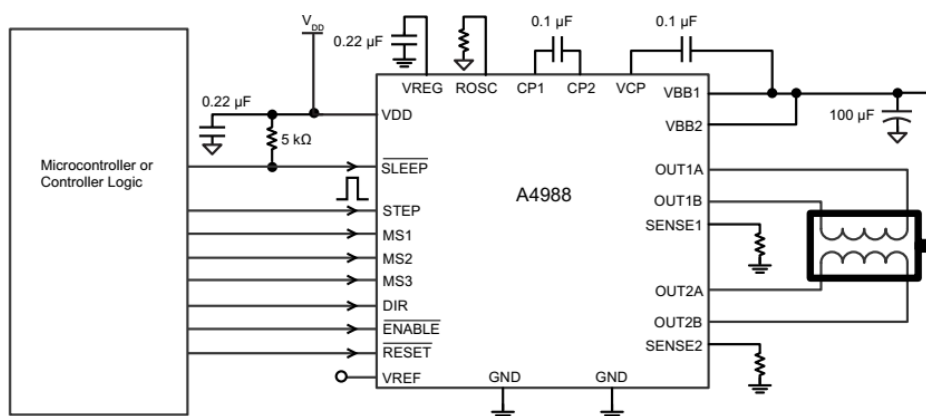 V_DD
0.22 µF
0.1 µF
0.1 µF
0.22 µF
VREG
ROSC
CP1
CP2
VCP
VBB1
VDD
VBB2
100 µF
5 kΩ
Microcontroller or
Controller Logic
SLEEP
OUT1A
A4988
OUT1B
STEP
SENSE1
MS1
MS2
MS3
OUT2A
DIR
OUT2B
ENABLE
SENSE2
RESET
VREF
GND
GND